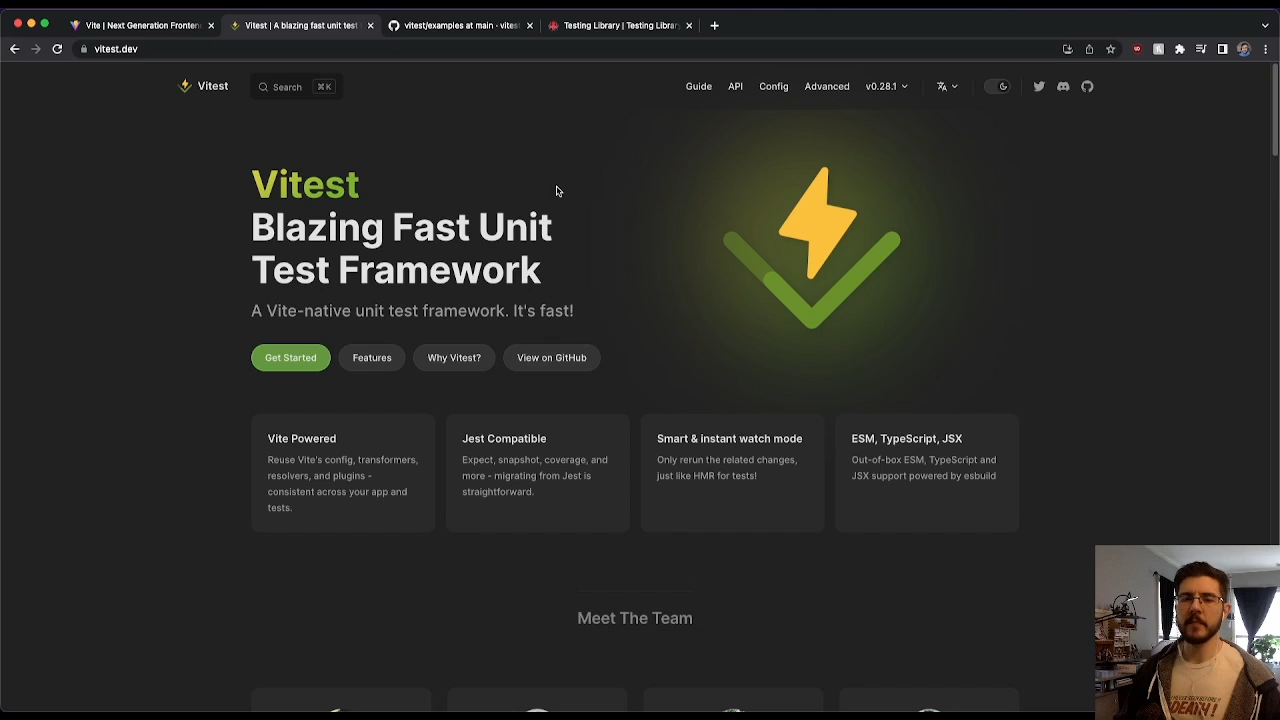 Vite | Next Generation Fronten
Vitest | A blazing fast unit test
vitest/examples at main · vites
Testing Library | Testing Library
vitest.dev
Vitest
Search
⌘K
Guide
API
Config
Advanced
v0.28.1
Vitest
Blazing Fast Unit
Test Framework
A Vite-native unit test framework. It's fast!
Get Started
Features
Why Vitest?
View on GitHub
Vite Powered
Reuse Vite's config, transformers,
resolvers, and plugins -
consistent across your app and
tests.
Jest Compatible
Expect, snapshot, coverage, and
more - migrating from Jest is
straightforward.
Smart & instant watch mode
Only rerun the related changes,
just like HMR for tests!
ESM, TypeScript, JSX
Out-of-box ESM, TypeScript and
JSX support powered by esbuild
Meet The Team
DEATH!